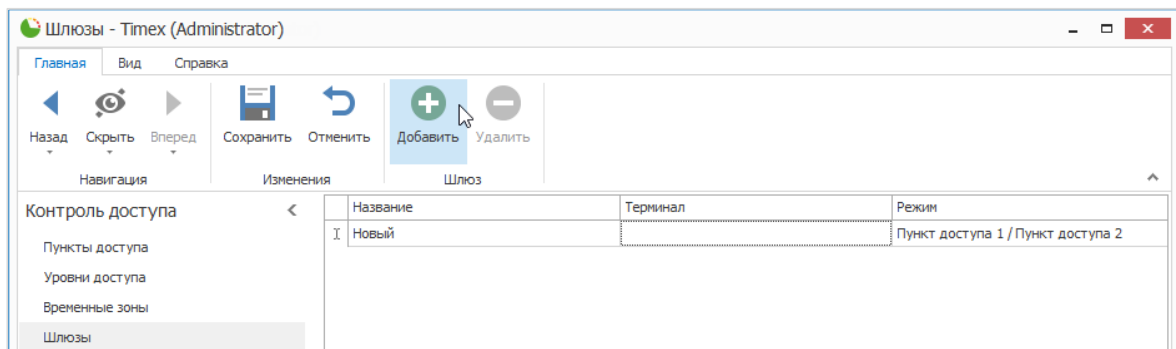 Шлюзы - Timex (Administrator)
Главная Вид Справка
Назад Скрыть Вперед Сохранить Отменить Добавить Удалить
Навигация Изменения Шлюз
Контроль доступа
Название Терминал Режим
Новый Пункт доступа 1 / Пункт доступа 2
Пункты доступа
Уровни доступа
Временные зоны
Шлюзы